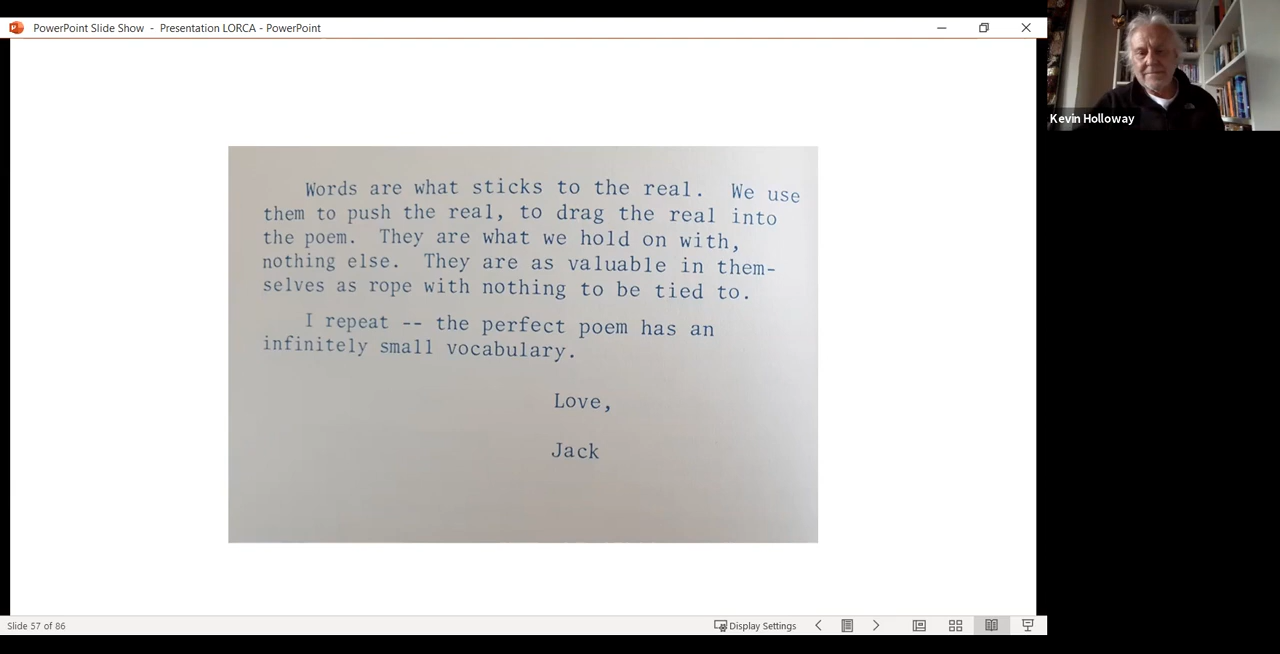 PowerPoint Slide Show - Presentation LORCA - PowerPoint
Kevin Holloway
Words are what sticks to the real. We use
them to push the real, to drag the real into
the poem. They are what we hold on with,
nothing else. They are as valuable in them-
selves as rope with nothing to be tied to.
I repeat -- the perfect poem has an
infinitely small vocabulary.
Love,
Jack
Slide 57 of 86
Display Settings